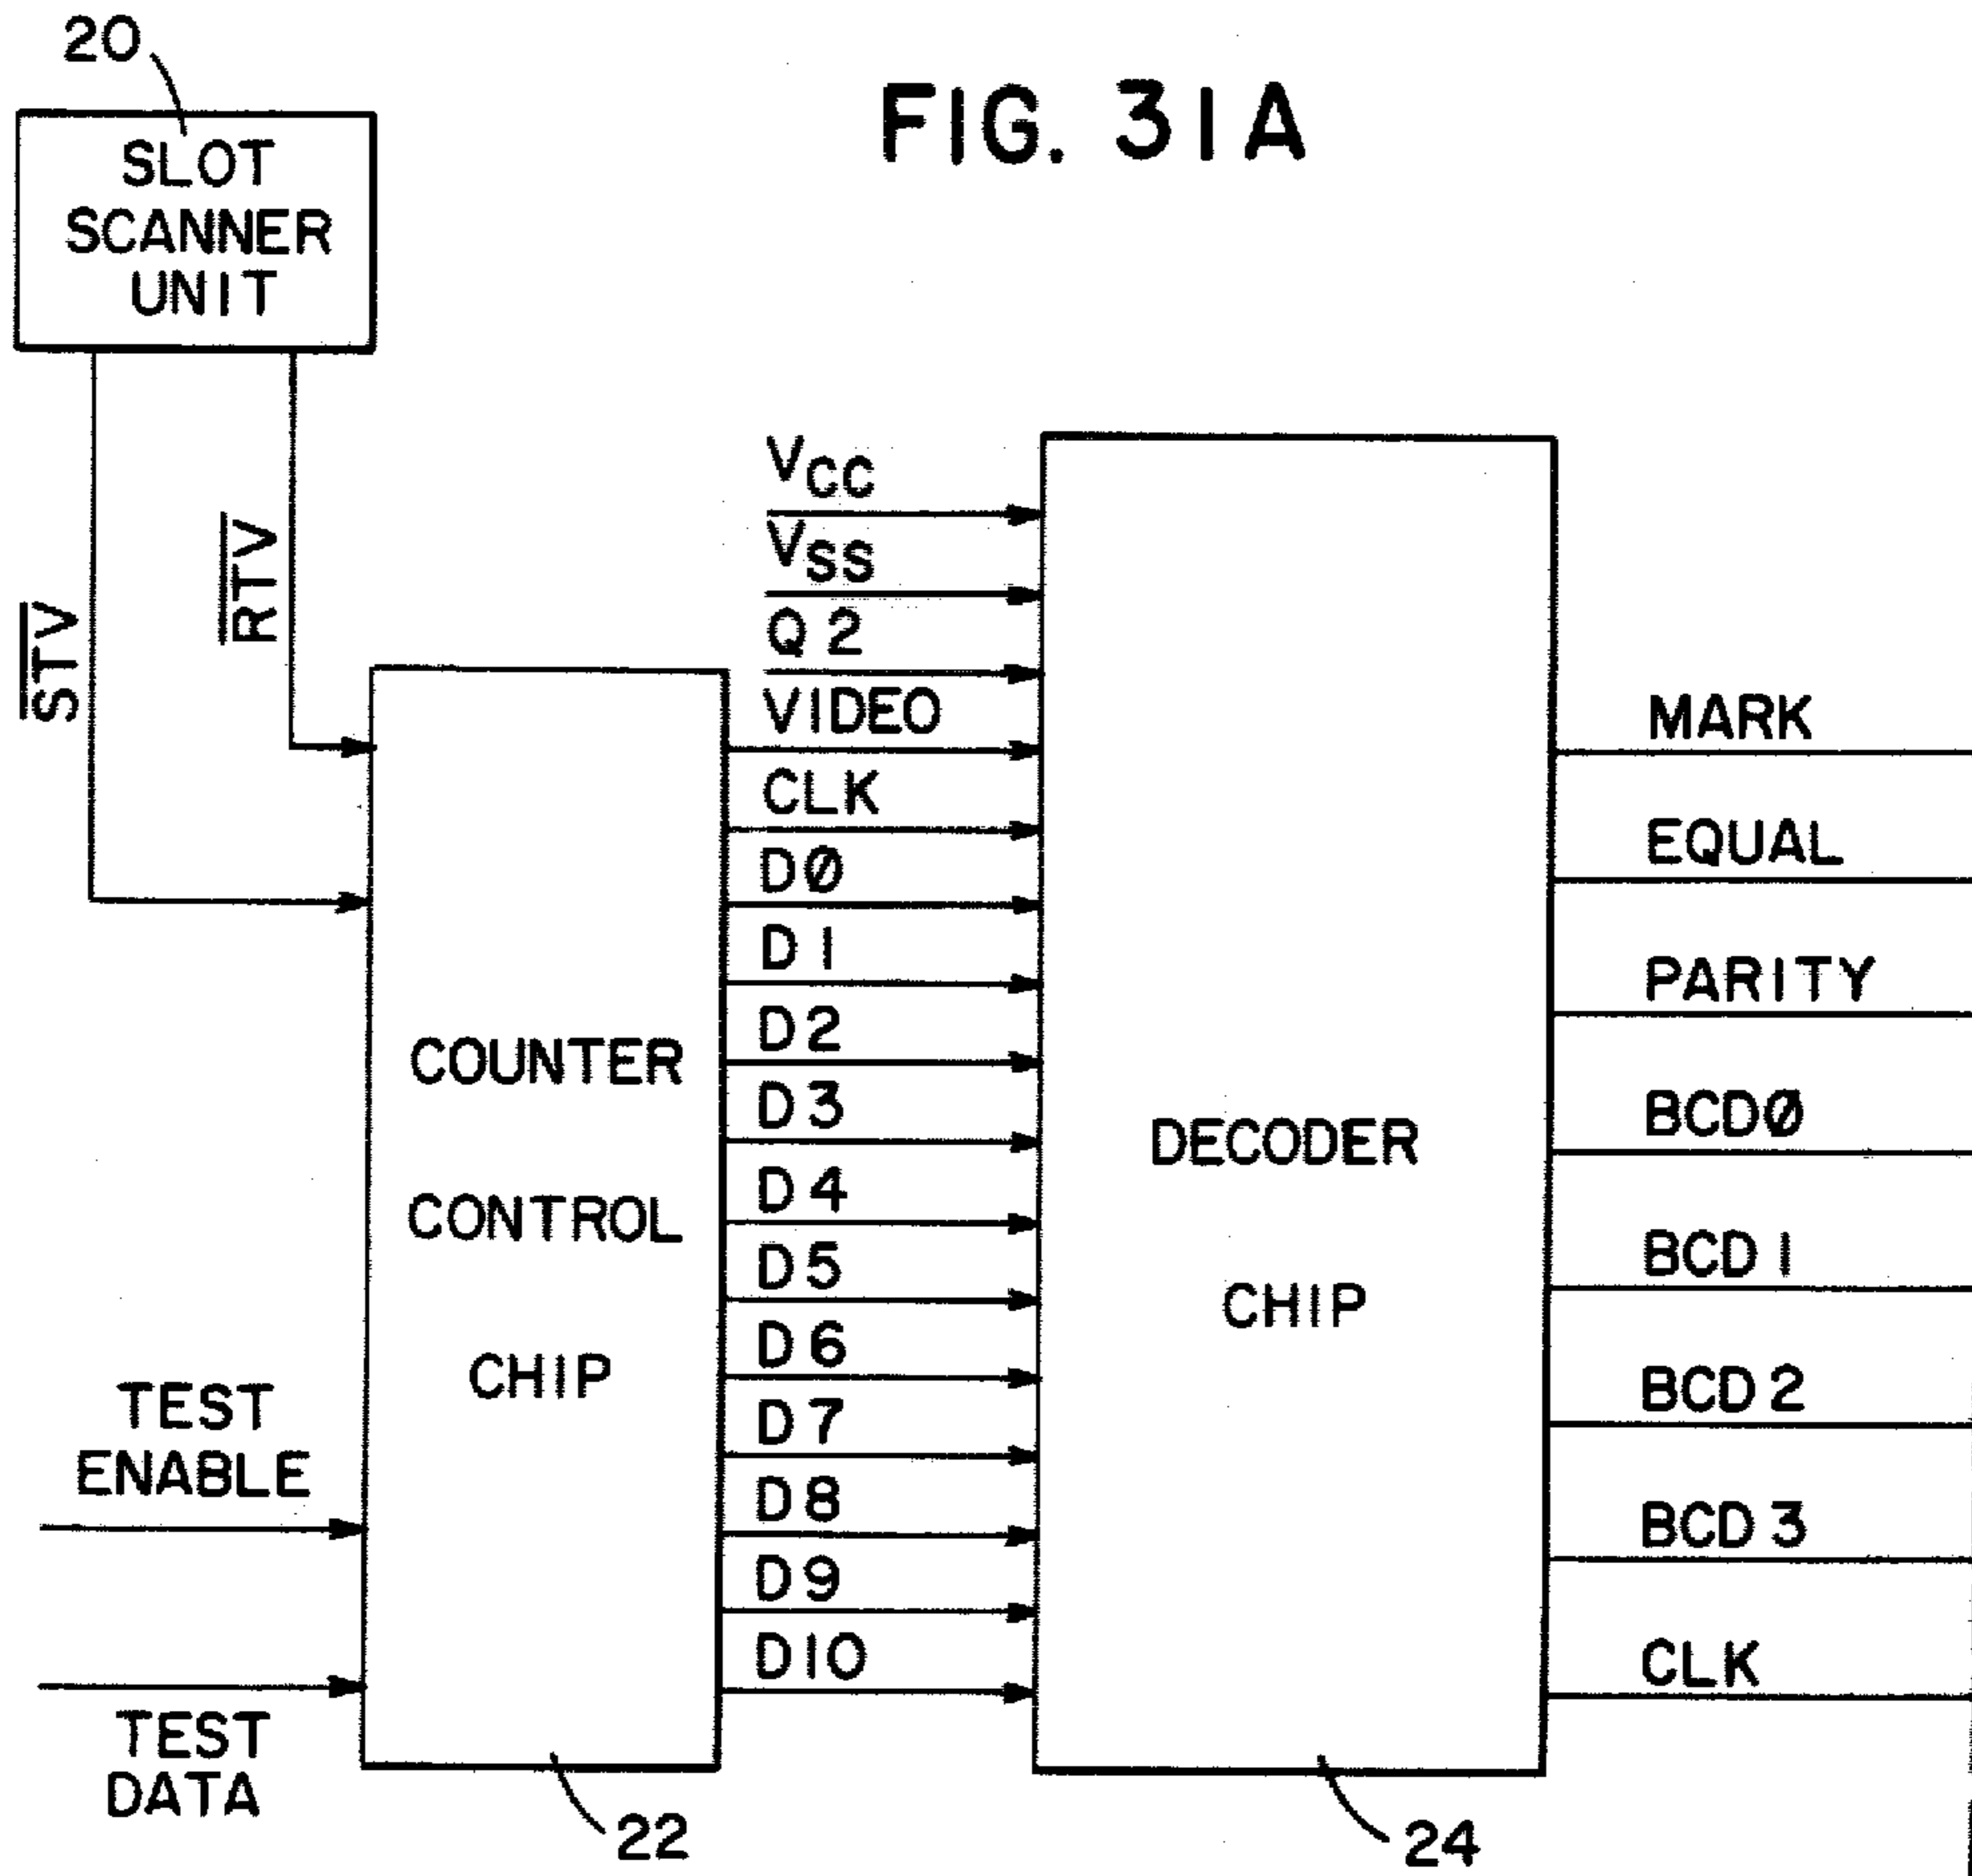 20
FIG. 31A
SLOT
SCANNER
UNIT
STV
RTV
VCC
VSS
Q2
VIDEO
CLK
DØ
D1
D2
D3
D4
D5
D6
D7
D8
D9
D10
COUNTER
CONTROL
CHIP
TEST
ENABLE
TEST
DATA
22
DECODER
CHIP
24
MARK
EQUAL
PARITY
BCDØ
BCD1
BCD2
BCD3
CLK